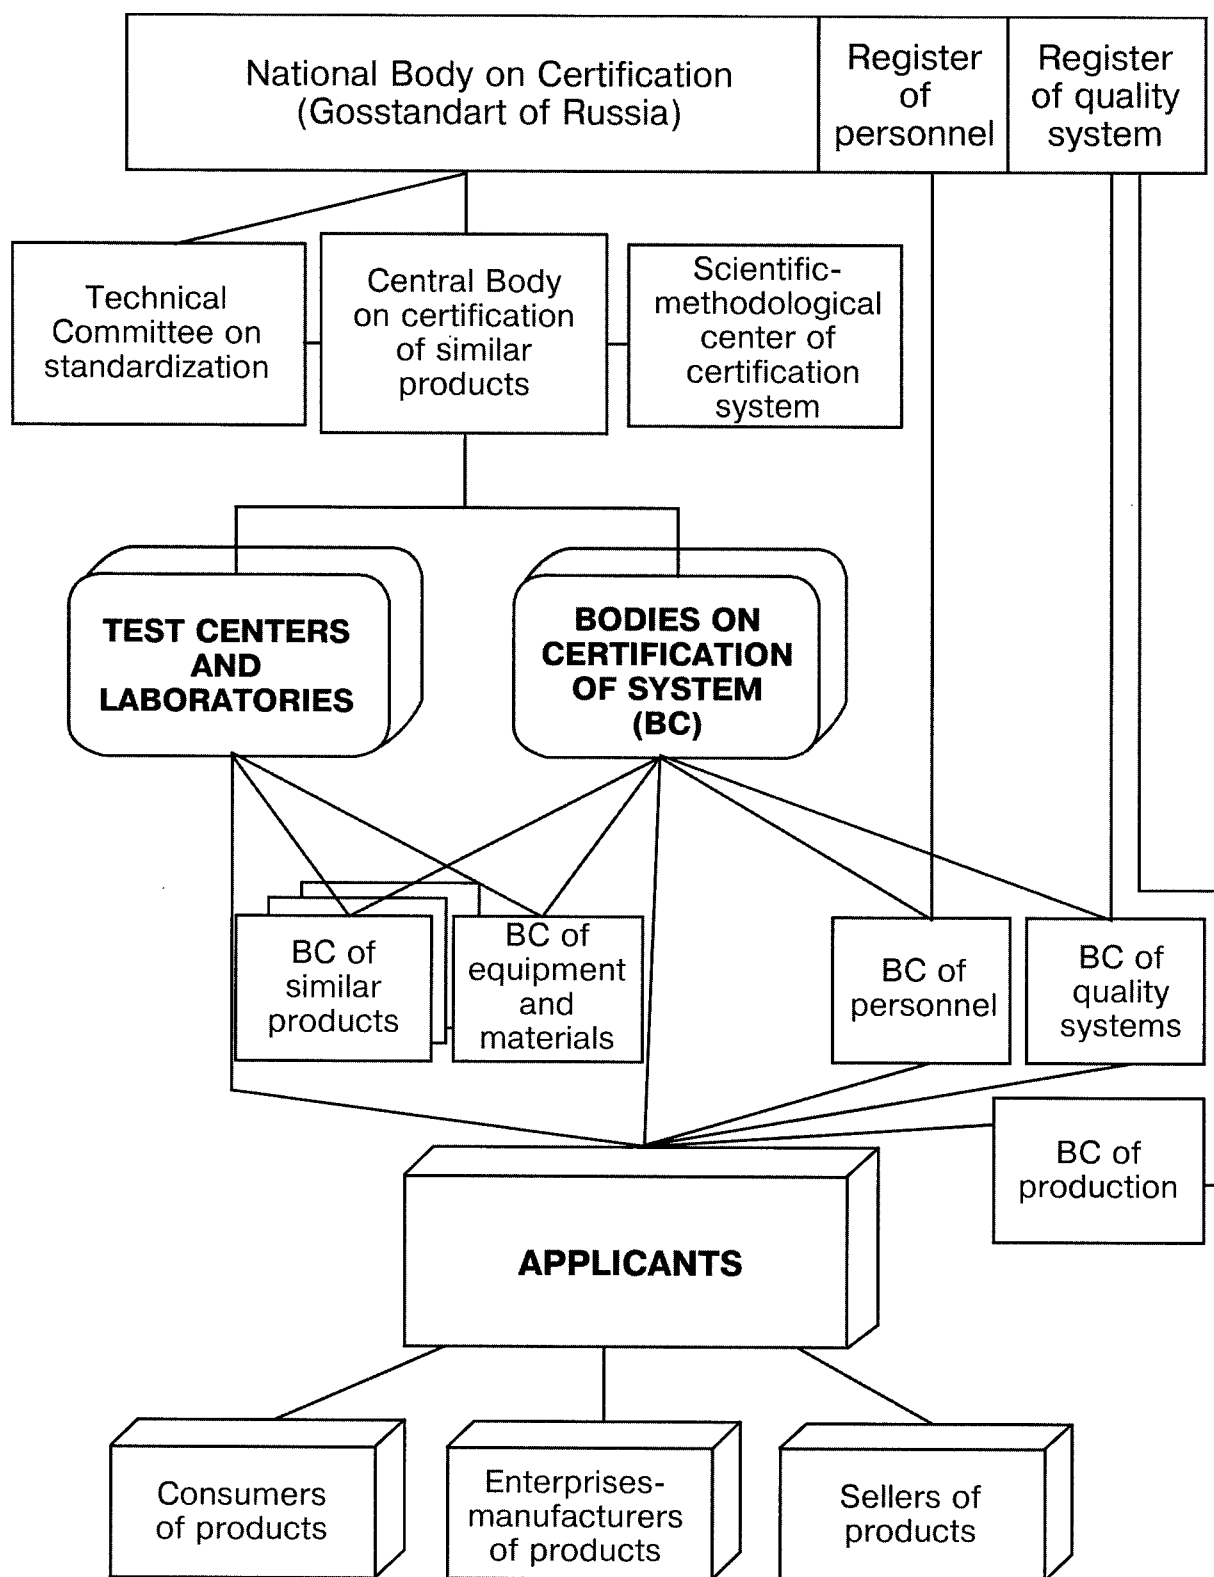 National Body on Certification
(Gosstandart of Russia)
Register
of
personnel
Register
of quality
system
Technical
Committee on
standardization
Central Body
on certification
of similar
products
Scientific-
methodological
center of
certification
system
TEST CENTERS
AND
LABORATORIES
BODIES ON
CERTIFICATION
OF SYSTEM
(BC)
BC of
similar
products
BC of
equipment
and
materials
BC of
personnel
BC of
quality
systems
BC of
production
APPLICANTS
Consumers
of products
Enterprises-
manufacturers
of products
Sellers of
products